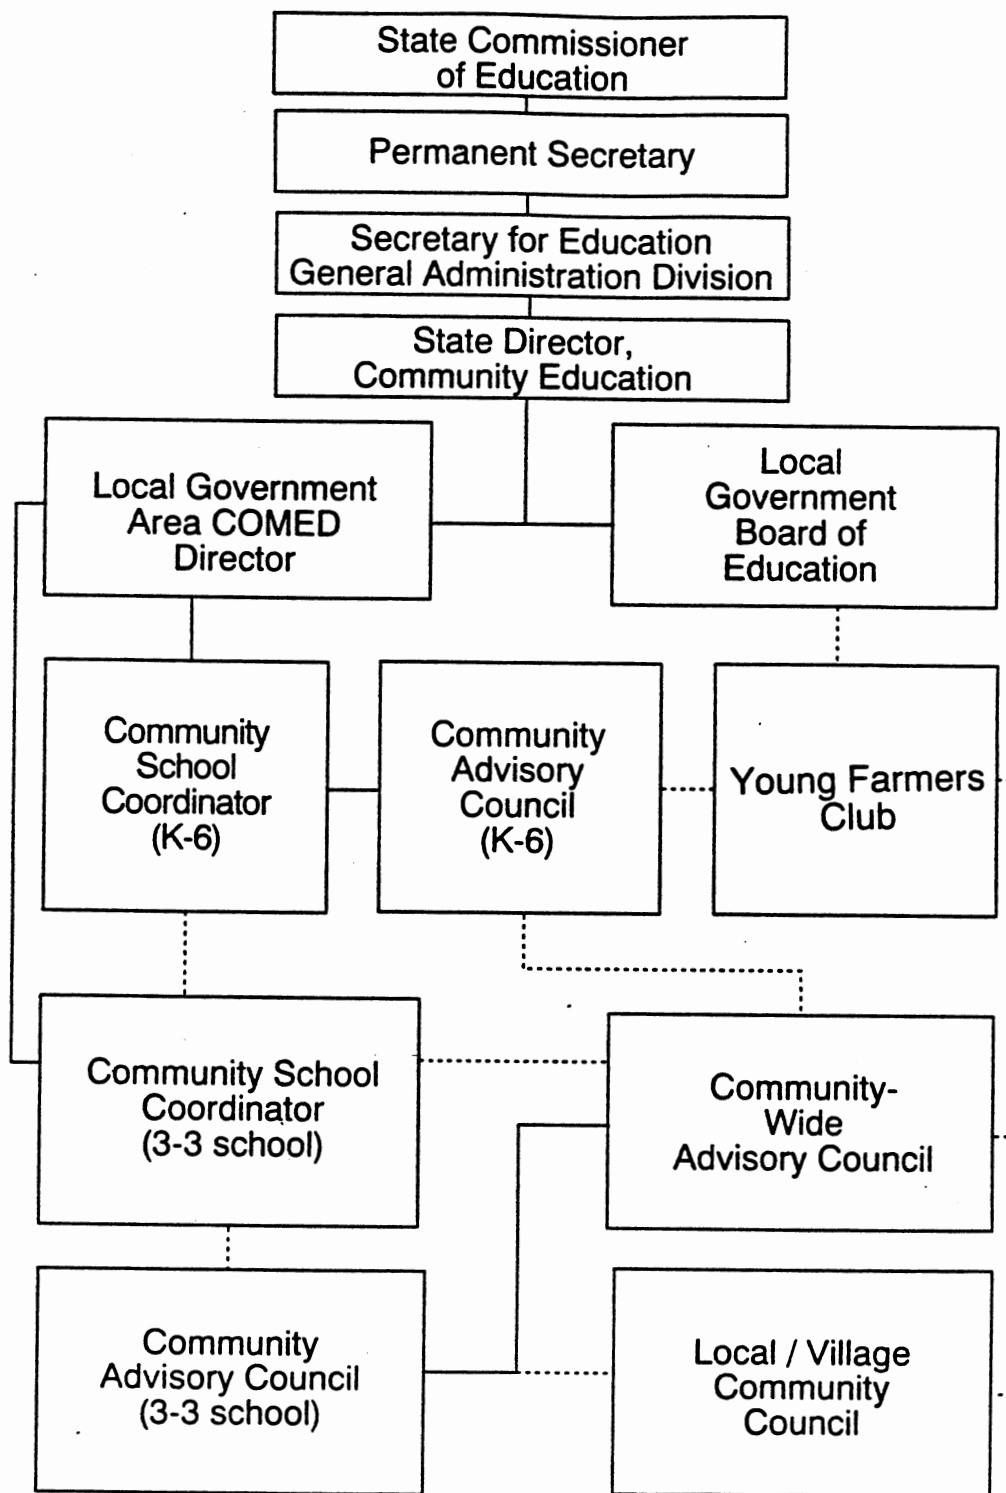 State Commissioner
of Education
Permanent Secretary
Secretary for Education
General Administration Division
State Director,
Community Education
Local Government
Area COMED
Director
Local
Government
Board of
Education
Community
School
Coordinator
(K-6)
Community
Advisory
Council
(K-6)
Young Farmers
Club
Community School
Coordinator
(3-3 school)
Community-
Wide
Advisory Council
Community
Advisory Council
(3-3 school)
Local / Village
Community
Council